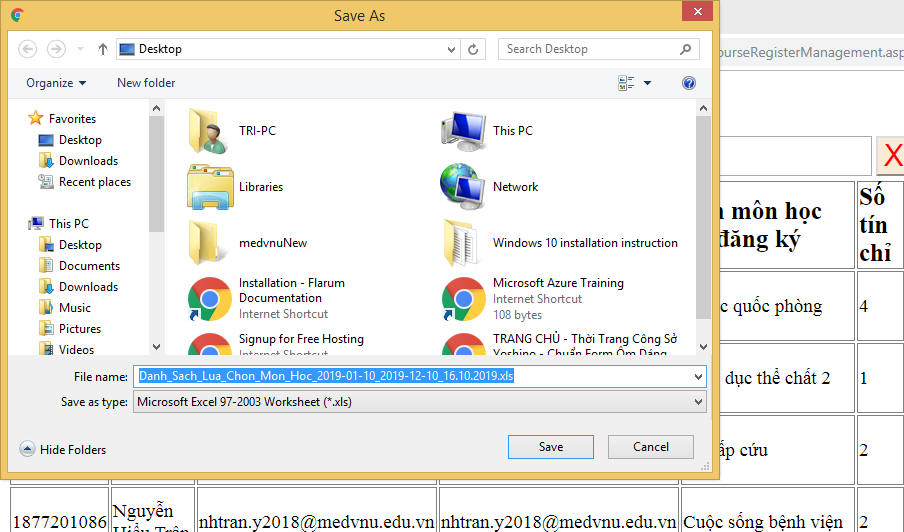 Save As
X
Desktop
Search Desktop
Organize
New folder
Favorites
Desktop
Downloads
Recent places
This PC
Desktop
Documents
Downloads
Music
Pictures
Videos
TRI-PC
This PC
Libraries
Network
medvnuNew
Windows 10 installation instruction
Installation - Flarum
Documentation
Internet Shortcut
Microsoft Azure Training
Internet Shortcut
108 bytes
Signup for Free Hosting
Internet Shortcut
TRANG CHỦ - Thời Trang Công Sở
Yoshino - Chuẩn Form Ôm Dáng
File name:
Danh_Sach_Lua_Chon_Mon_Hoc_2019-01-10_2019-12-10_16.10.2019.xls
Save as type:
Microsoft Excel 97-2003 Worksheet (*.xls)
Hide Folders
Save
Cancel
urseRegisterManagement.asp
X
môn học
đăng ký
Số
tín
chỉ
c quốc phòng
4
dục thể chất 2
1
ấp cứu
2
1877201086
Nguyễn
Hiếu Trân
nhtran.y2018@medvnu.edu.vn
nhtran.y2018@medvnu.edu.vn
Cuộc sống bệnh viện
2